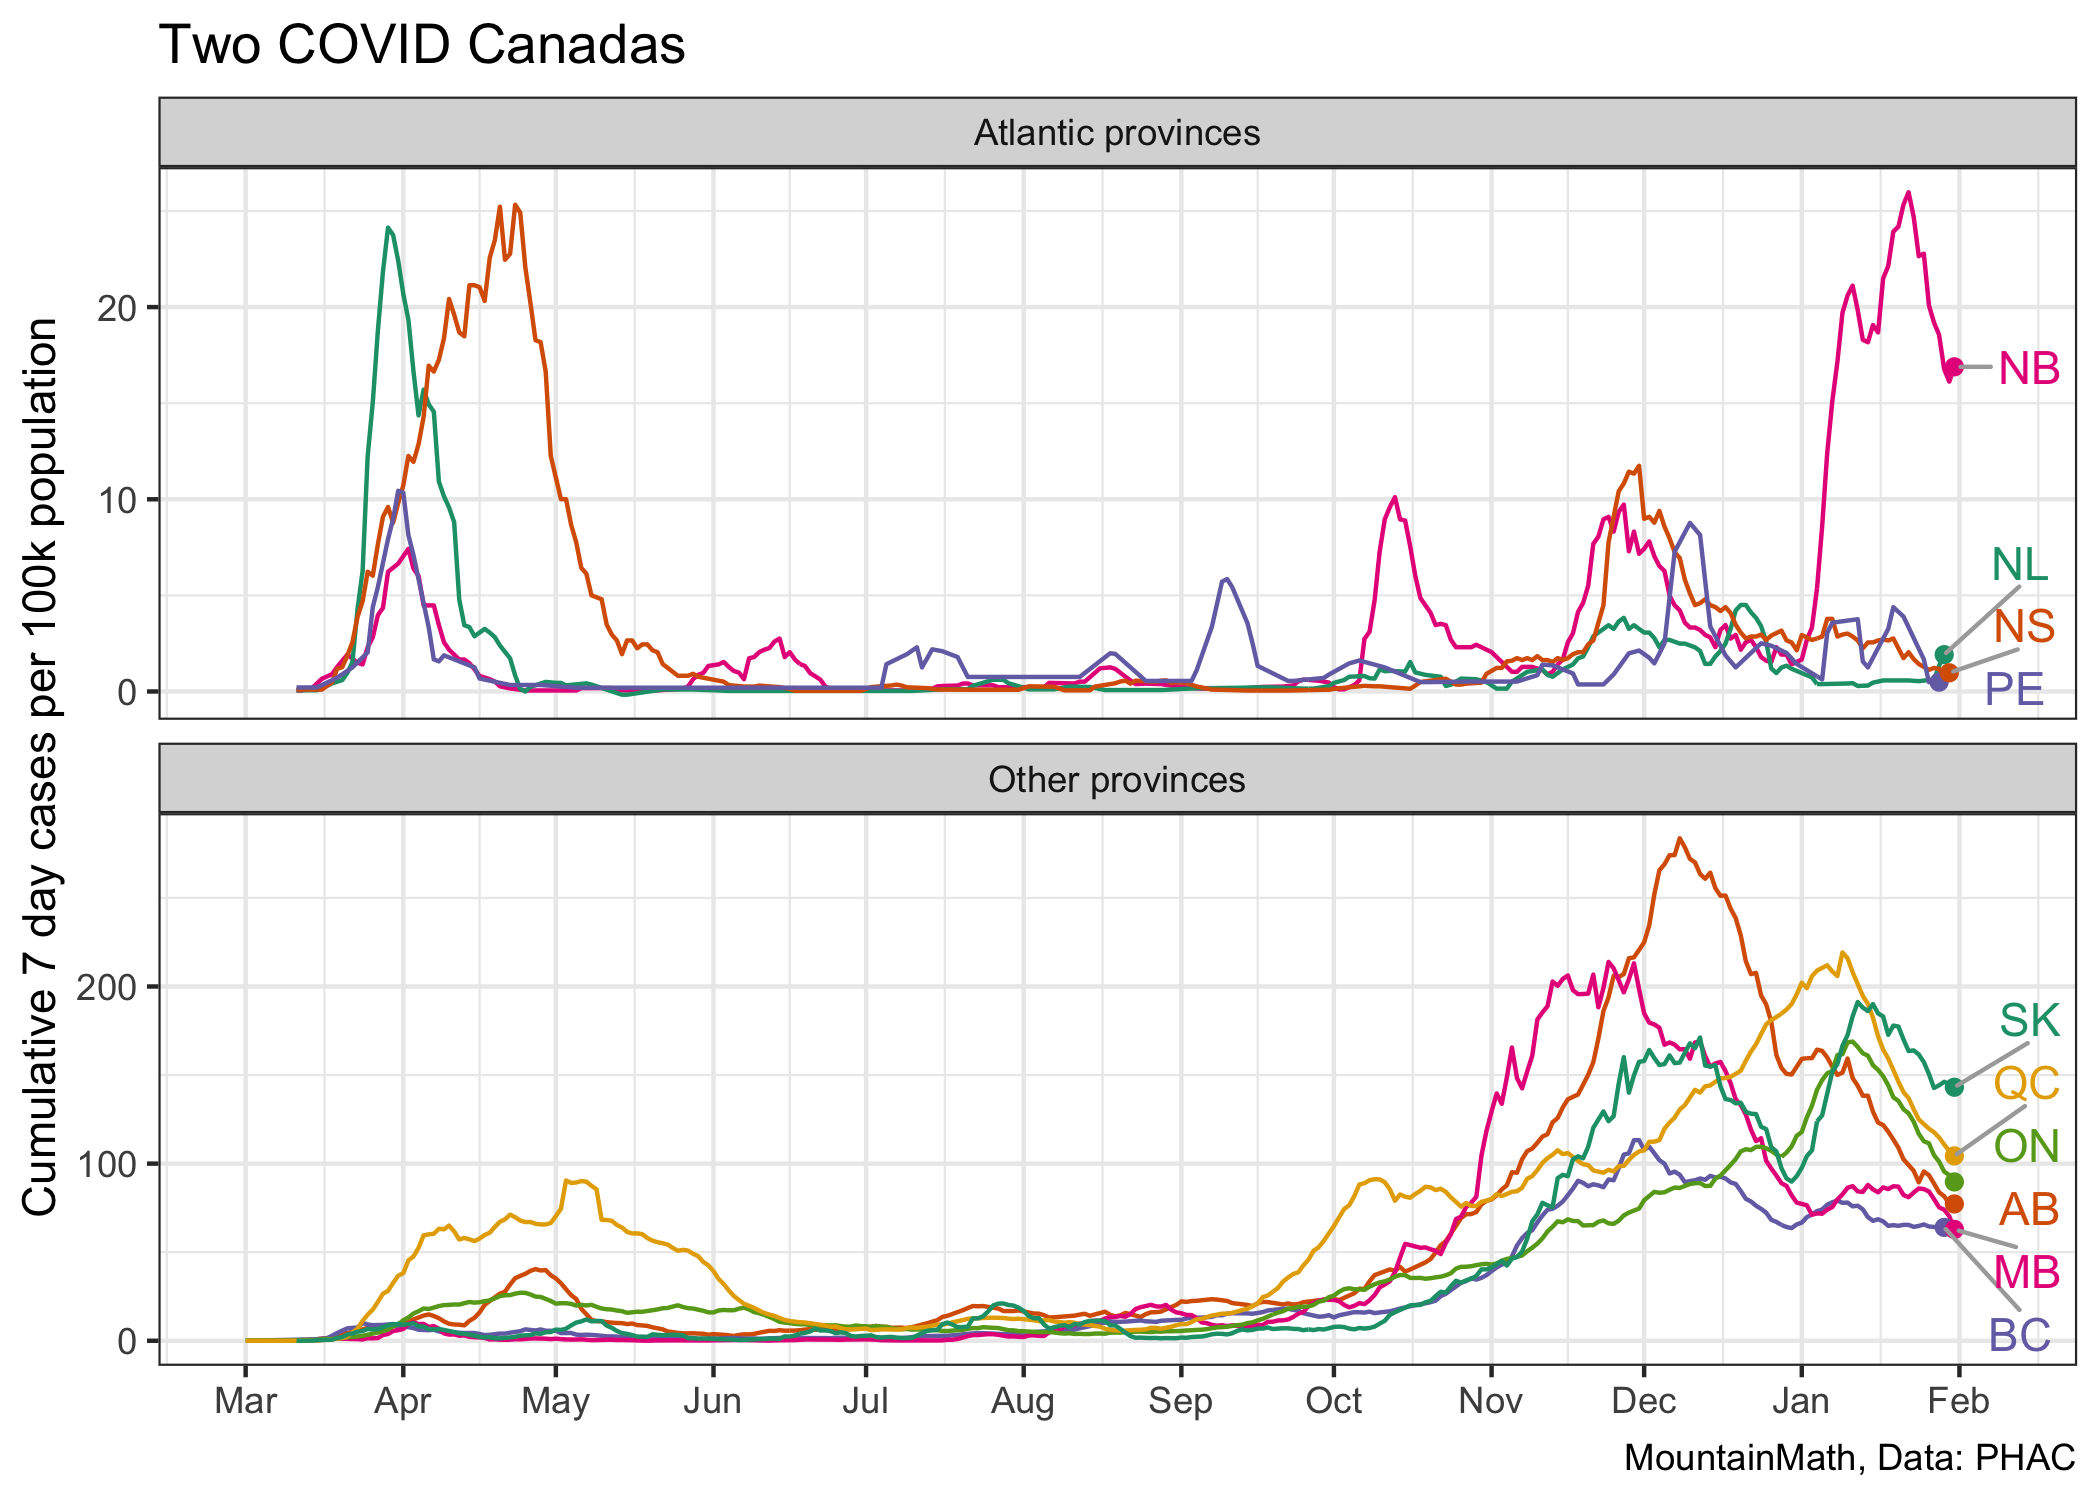 Two COVID Canadas
Atlantic provinces
20
10
0
NB
NL
NS
PE
Cumulative 7 day cases per 100k population
Other provinces
200
100
0
SK
QC
ON
AB
MB
BC
Mar Apr May Jun Jul Aug Sep Oct Nov Dec Jan Feb
MountainMath, Data: PHAC